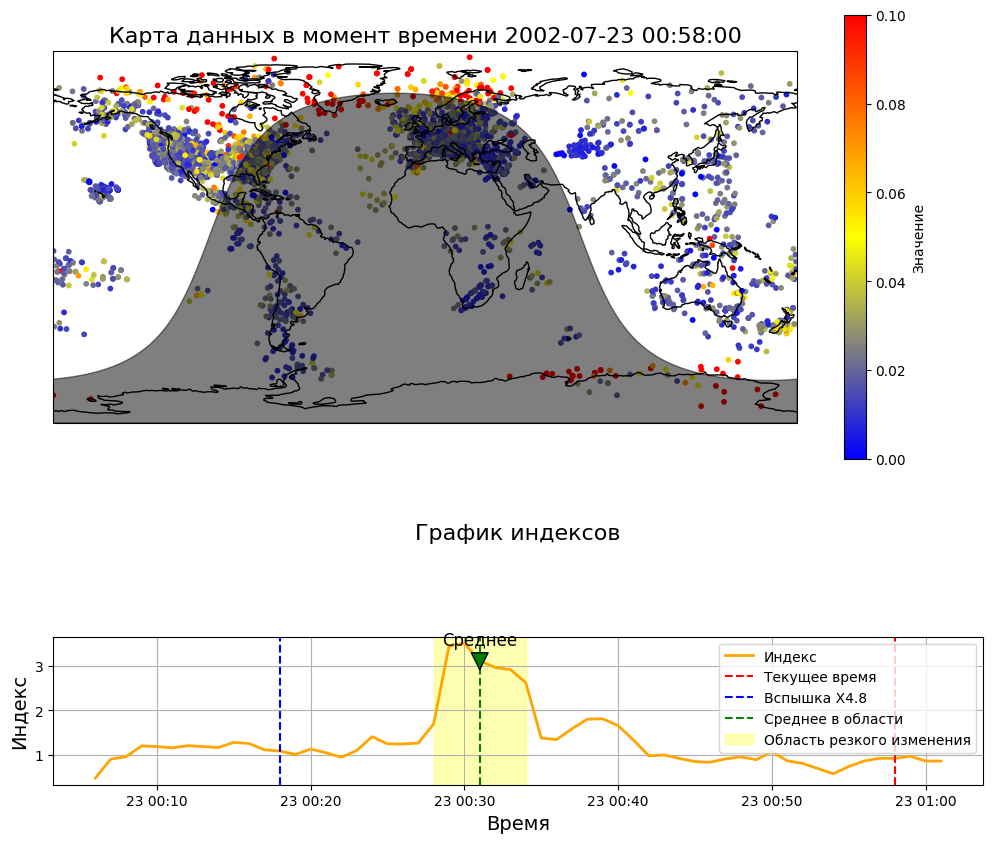 Карта данных в момент времени 2002-07-23 00:58:00
0.10
0.08
0.06
0.04
0.02
0.00
Значение
График индексов
Среднее
3
2
1
Индекс
Индекс
Текущее время
Вспышка X4.8
Среднее в области
Область резкого изменения
23 00:10
23 00:20
23 00:30
23 00:40
23 00:50
23 01:00
Время